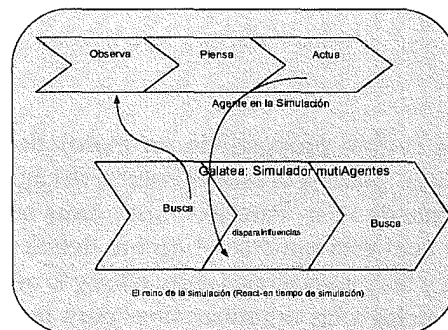 Observa Piensa Actua
Agente en la Simulación
Galatea: Simulador mutiAgentes
Busca
Busca
disparaInfluencias
El reino de la simulación (React-en tiempo de simulación)